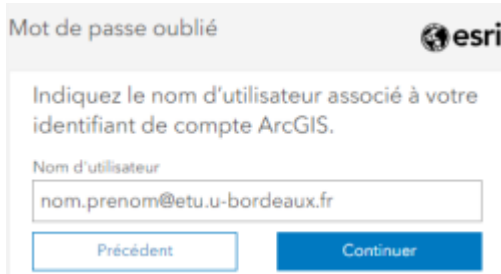 Mot de passe oublié
esri
Indiquez le nom d'utilisateur associé à votre
identifiant de compte ArcGIS.
Nom d'utilisateur
nom.prenom@etu.u-bordeaux.fr
Précédent
Continuer